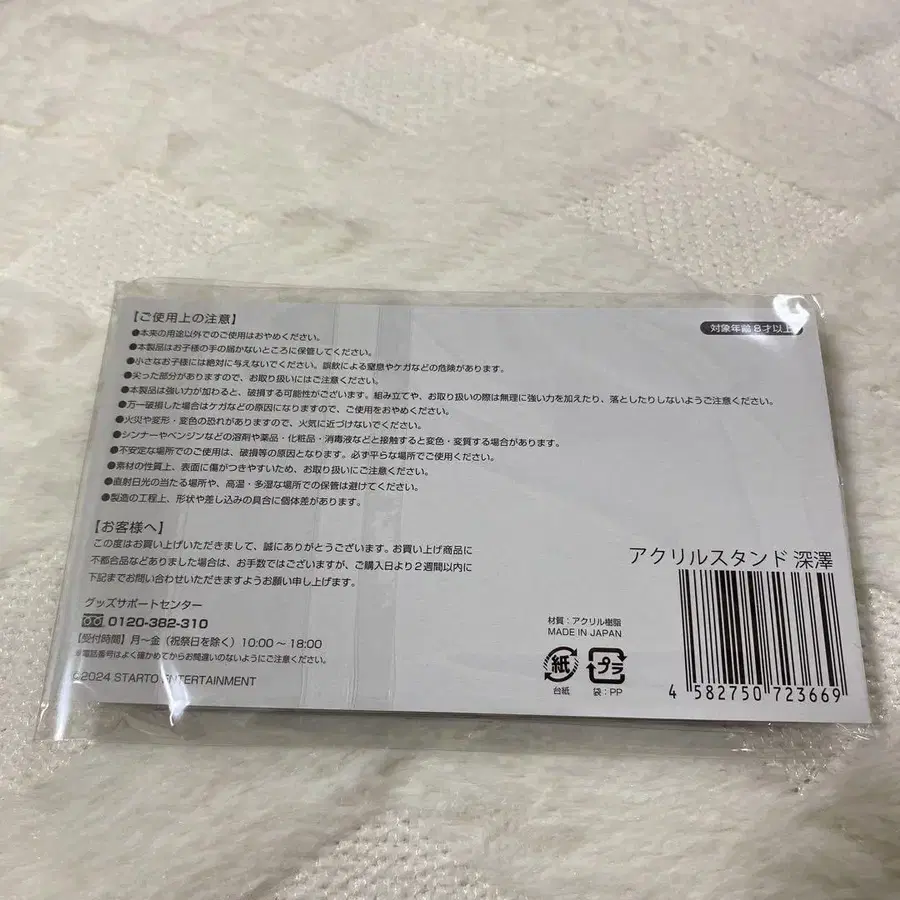 【ご使用上の注意】
対象年齢8才以上
●本来の用途以外でのご使用はおやめください。
●本製品はお子様の手の届かないところに保管してください。
●小さなお子様には絶対に与えないでください。誤飲による窒息やケガなどの危険があります。
●尖った部分がありますので、お取り扱いにはご注意ください。
●本製品は強い力が加わると、破損する可能性がございます。組み立てや、お取り扱いの際は無理に強い力を加えたり、落としたりしないようご注意ください。
●万一破損した場合はケガなどの原因になりますので、ご使用をおやめください。
●火災や変形・変色の恐れがありますので、火気に近づけないでください。
●シンナーやベンジンなどの溶剤や薬品・化粧品・消毒液などと接触すると変色・変質する場合があります。
●不安定な場所でのご使用は、破損等の原因となります。必ず平らな場所でご使用ください。
●素材の性質上、表面に傷がつきやすいため、お取り扱いにご注意ください。
●直射日光の当たる場所や、高温・多湿な場所での保管は避けてください。
●製造の工程上、形状や差し込みの具合に個体差があります。
【お客様へ】
この度はお買い上げいただきまして、誠にありがとうございます。お買い上げ商品に
不都合品などありました場合は、お手数ではございますが、ご購入日より2週間以内に
下記までお問い合わせいただきますようお願い申し上げます。
グッズサポートセンター
0120-382-310
【受付時間】月〜金（祝祭日を除く）10:00〜18:00
※電話番号はよく確かめてからお間違いのないようにご注意ください。
©2024 STARTO ENTERTAINMENT
材質：アクリル樹脂
MADE IN JAPAN
紙
台紙
プラ
袋：PP
アクリルスタンド 深澤
4 582750 723669